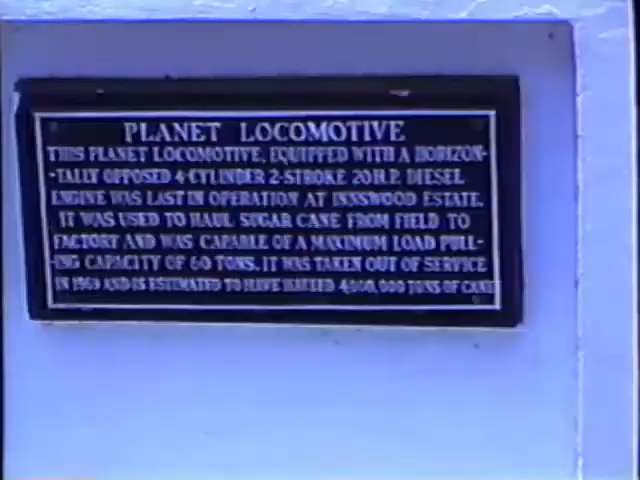 PLANET LOCOMOTIVE
THIS PLANET LOCOMOTIVE, EQUIPPED WITH A HORIZON-
-TALLY OPPOSED 4-CYLINDER 2-STROKE 20 H.P. DIESEL
ENGINE WAS LAST IN OPERATION AT INNSWOOD ESTATE.
IT WAS USED TO HAUL SUGAR CANE FROM FIELD TO
FACTORY AND WAS CAPABLE OF A MAXIMUM LOAD PULL-
-ING CAPACITY OF 60 TONS. IT WAS TAKEN OUT OF SERVICE
IN 1969 AND IS ESTIMATED TO HAVE HAULED TONS OF CANE